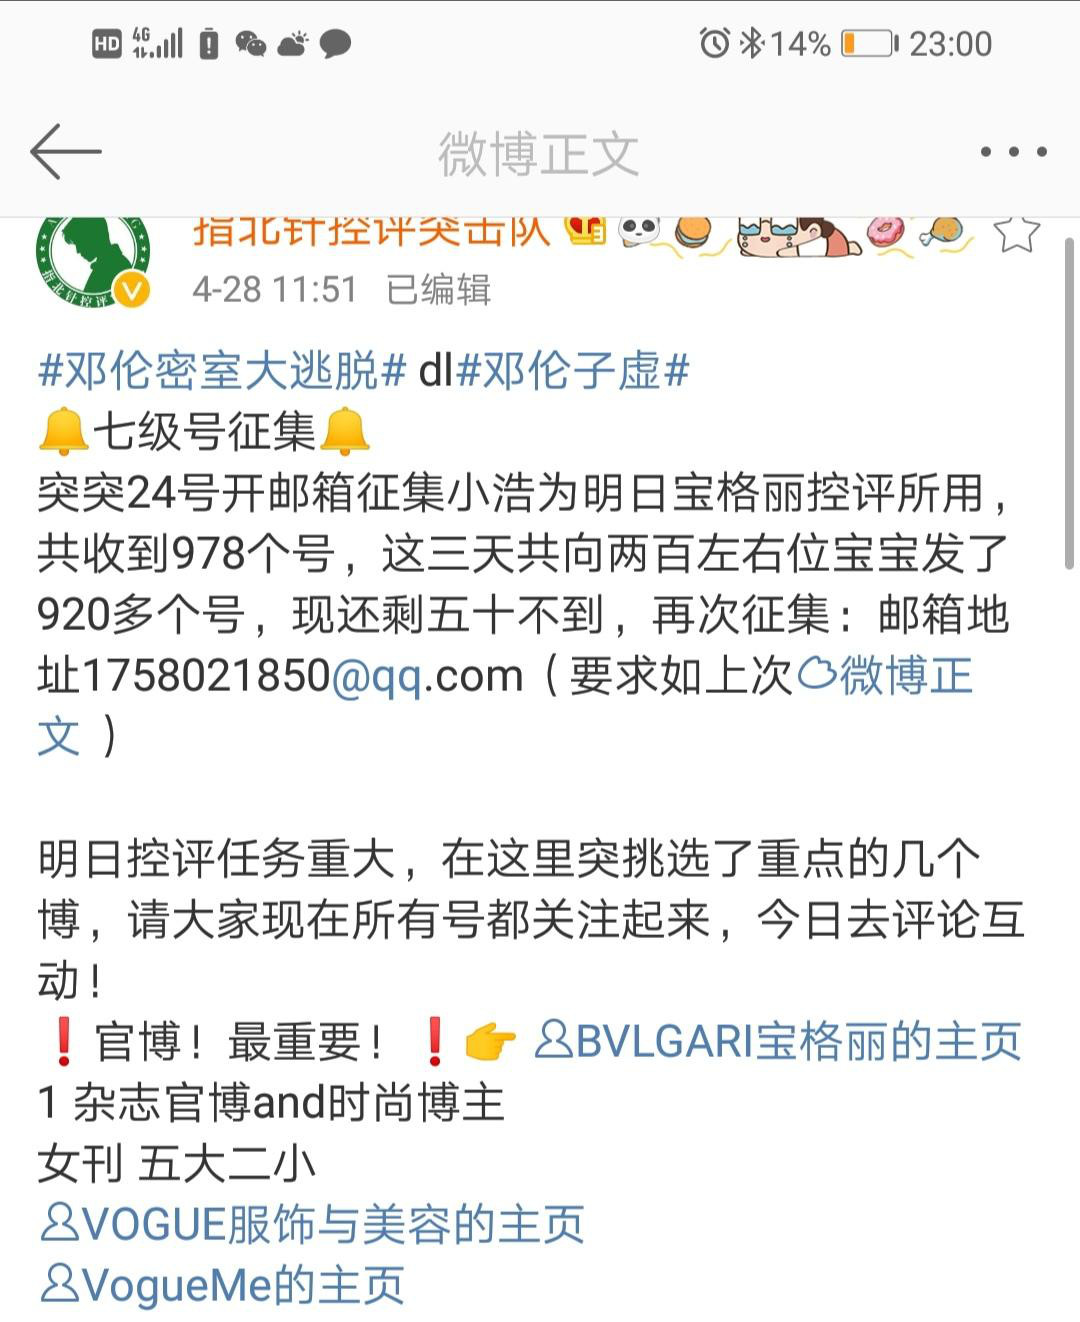 HD 4G 14% 23:00
微博正文
指北针控评突击队
指北针控评
4-28 11:51 已编辑
#邓伦密室大逃脱# dl#邓伦子虚#
七级号征集
突突24号开邮箱征集小浩为明日宝格丽控评所用，
共收到978个号，这三天共向两百左右位宝宝发了
920多个号，现还剩五十不到，再次征集：邮箱地
址1758021850@qq.com（要求如上次微博正
文 ）
明日控评任务重大，在这里突挑选了重点的几个
博，请大家现在所有号都关注起来，今日去评论互
动！
❗官博！最重要！❗👉BVLGARI宝格丽的主页
1 杂志官博and时尚博主
女刊 五大二小
VOGUE服饰与美容的主页
VogueMe的主页